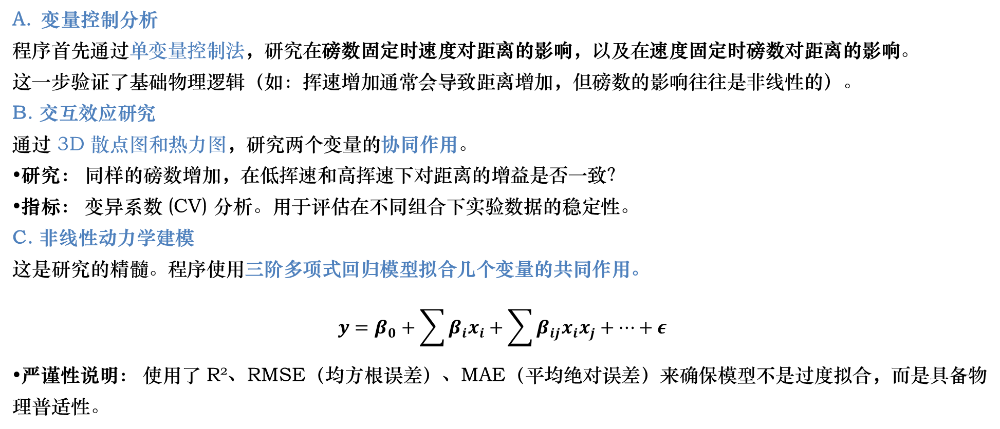 A. 变量控制分析
程序首先通过单变量控制法，研究在磅数固定时速度对距离的影响，以及在速度固定时磅数对距离的影响。
这一步验证了基础物理逻辑（如：挥速增加通常会导致距离增加，但磅数的影响往往是非线性的）。
B. 交互效应研究
通过 3D 散点图和热力图，研究两个变量的协同作用。
•研究： 同样的磅数增加，在低挥速和高挥速下对距离的增益是否一致？
•指标： 变异系数 (CV) 分析。用于评估在不同组合下实验数据的稳定性。
C. 非线性动力学建模
这是研究的精髓。程序使用三阶多项式回归模型拟合几个变量的共同作用。
y = β₀ + ∑ βᵢxᵢ + ∑ βᵢⱼxᵢxⱼ + ⋯ + ϵ
•严谨性说明： 使用了 R²、RMSE（均方根误差）、MAE（平均绝对误差）来确保模型不是过度拟合，而是具备物
理普适性。